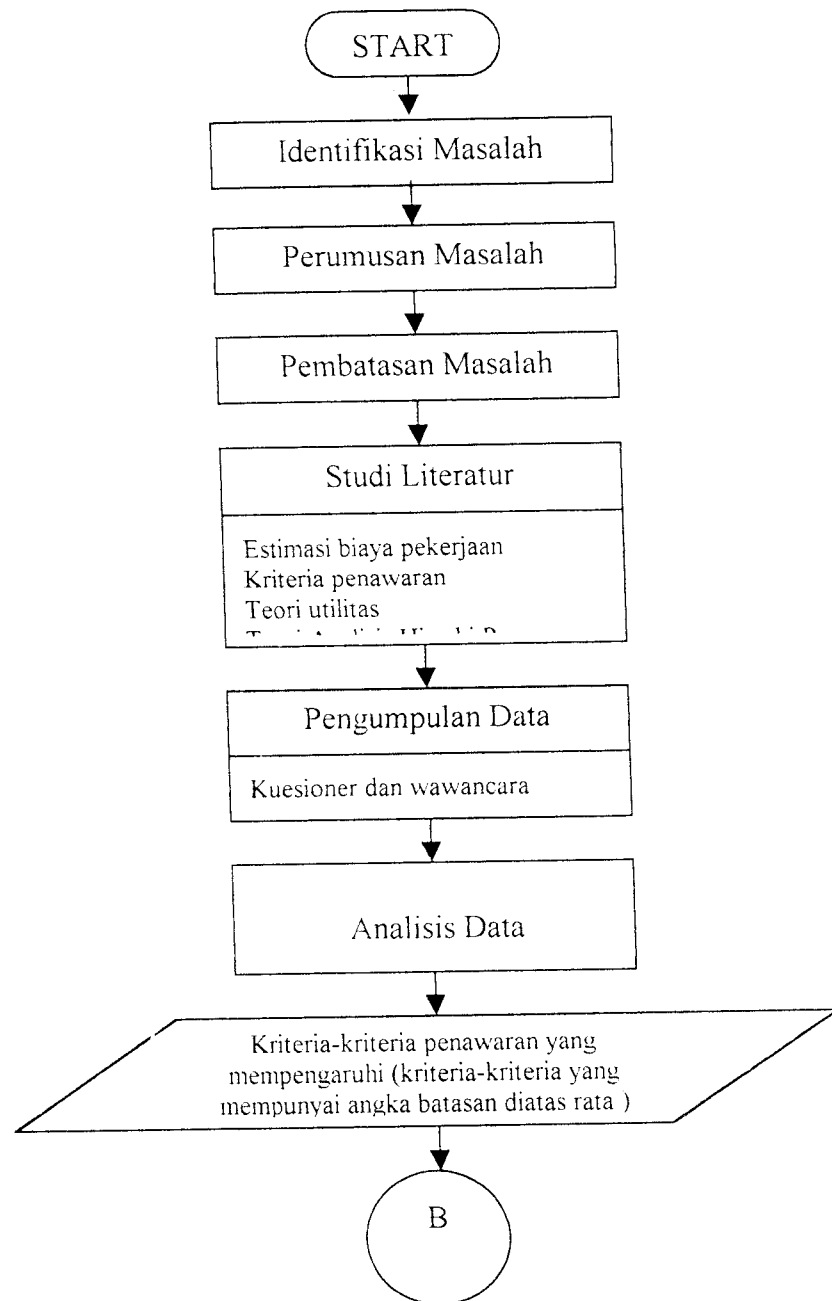 START
Identifikasi Masalah
Perumusan Masalah
Pembatasan Masalah
Studi Literatur
Estimasi biaya pekerjaan
Kriteria penawaran
Teori utilitas
Pengumpulan Data
Kuesioner dan wawancara
Analisis Data
Kriteria-kriteria penawaran yang
mempengaruhi (kriteria-kriteria yang
mempunyai angka batasan diatas rata )
B